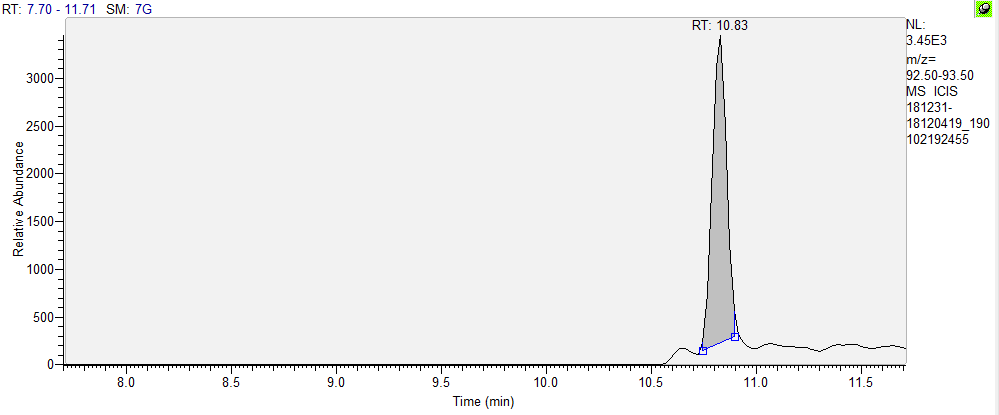 RT: 7.70 - 11.71 SM: 7G
RT: 10.83
NL:
3.45E3
m/z=
92.50-93.50
MS ICIS
181231-
18120419_190
102192455
Relative Abundance
3000
2500
2000
1500
1000
500
0
8.0 8.5 9.0 9.5 10.0 10.5 11.0 11.5
Time (min)